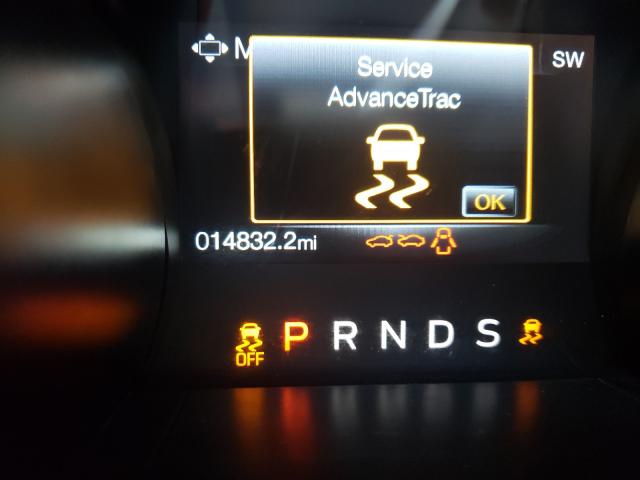 M
SW
Service
AdvanceTrac
OK
014832.2mi
OFF P R N D S